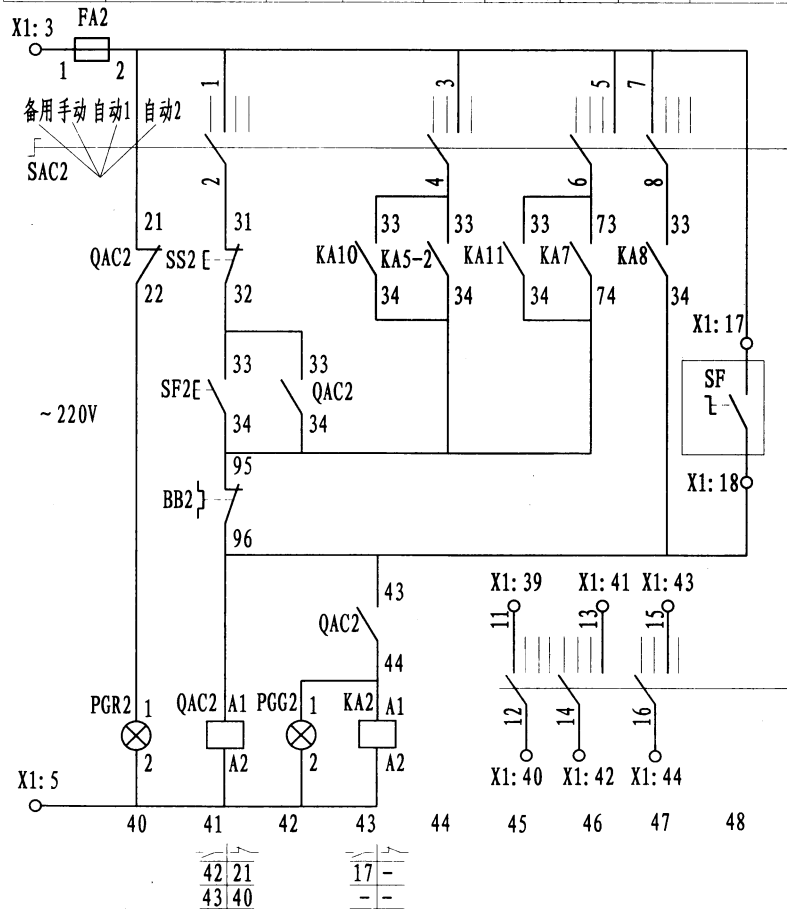 FA2
X1:3
1 2
1 3 5 7
备用 手动 自动1 自动2
SAC2
2 4 6 8
21 31 33 33 33 73 33
QAC2 SS2 KA10 KA5-2 KA11 KA7 KA8
22 32 34 34 34 74 34
X1:17
33 33
SF2 QAC2 SF
~220V
34 34
95
X1:18
BB2
96
43 X1:39 X1:41 X1:43
11 13 15
QAC2
44
PGR2 1 QAC2 A1 PGG2 1 KA2 A1
12 14 16
2 A2 2 A2
X1:40 X1:42 X1:44
X1:5
40 41 42 43 44 45 46 47 48
42 21 17 -
43 40 - -